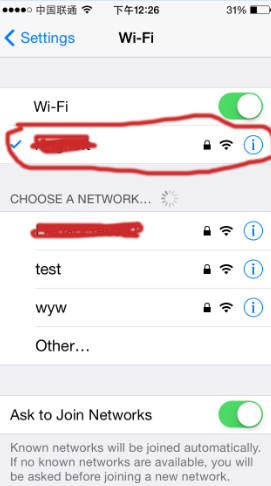 中国联通 下午12:26 31%
Settings Wi-Fi
Wi-Fi
CHOOSE A NETWORK...
test
wyw
Other...
Ask to Join Networks
Known networks will be joined automatically.
If no known networks are available, you will
be asked before joining a new network.